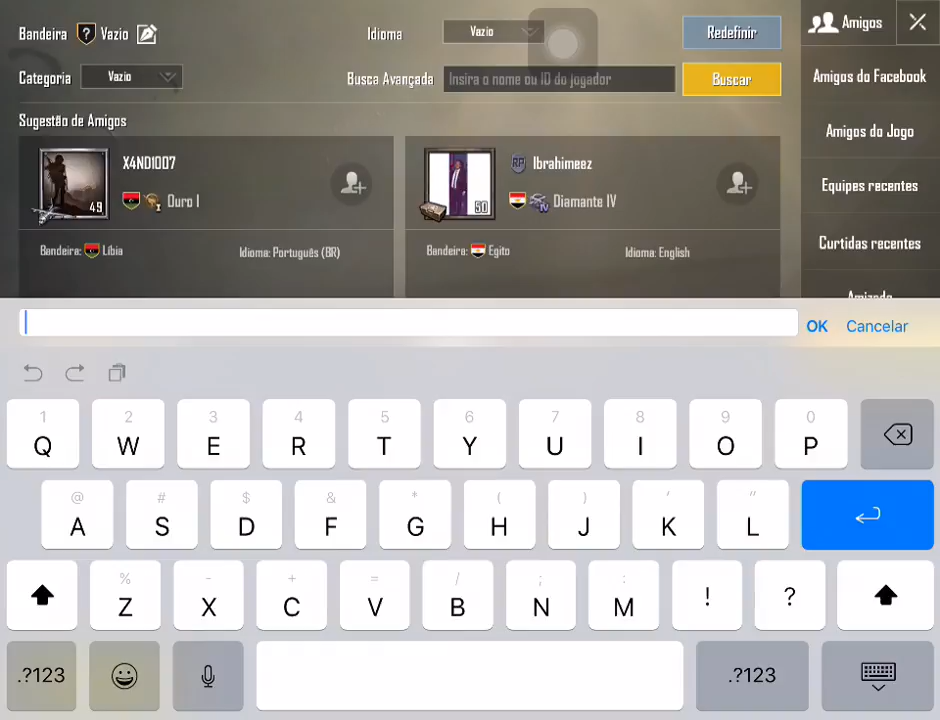 Bandeira ? Vazio
Idioma Vazio
Redefinir
Amigos
Categoria Vazio
Busca Avançada Insira o nome ou ID do jogador
Buscar
Amigos do Facebook
Sugestão de Amigos
Amigos do Jogo
X4ND1007
49
Ouro I
Bandeira: Líbia
Idioma: Português (BR)
Ibrahimeez
50
Diamante IV
Bandeira: Egito
Idioma: English
Equipes recentes
Curtidas recentes
Amizade
OK Cancelar
1 2 3 4 5 6 7 8 9 0
Q W E R T Y U I O P
@ # $ & * ( ) ' "
A S D F G H J K L
% - + = / ; :
Z X C V B N M ! ?
.?123 .?123